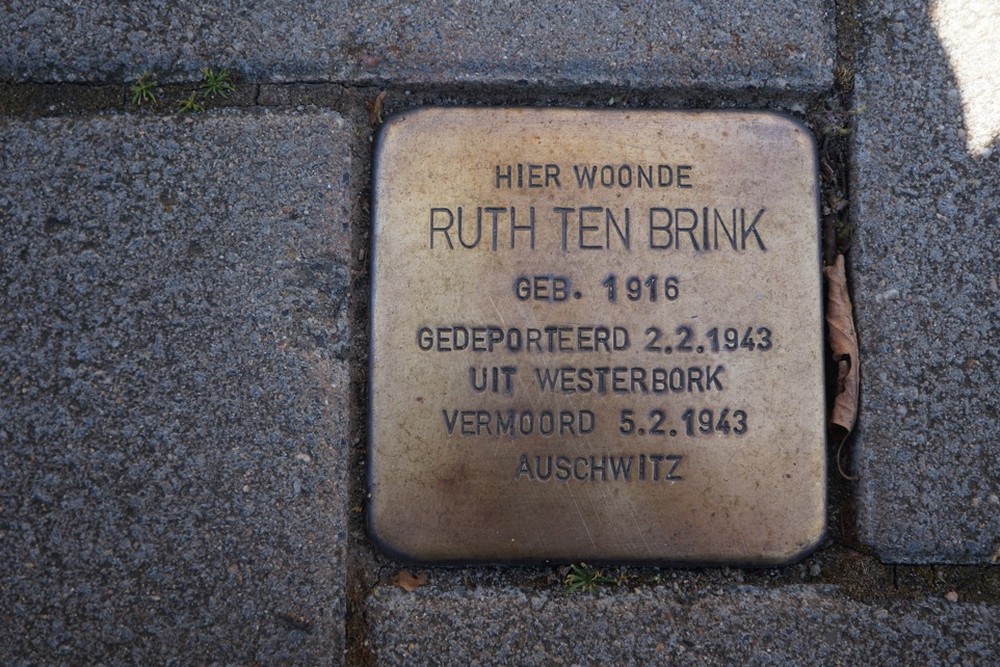 HIER WOONDE
RUTH TEN BRINK
GEB. 1916
GEDEPORTEERD 2.2.1943
UIT WESTERBORK
VERMOORD 5.2.1943
AUSCHWITZ